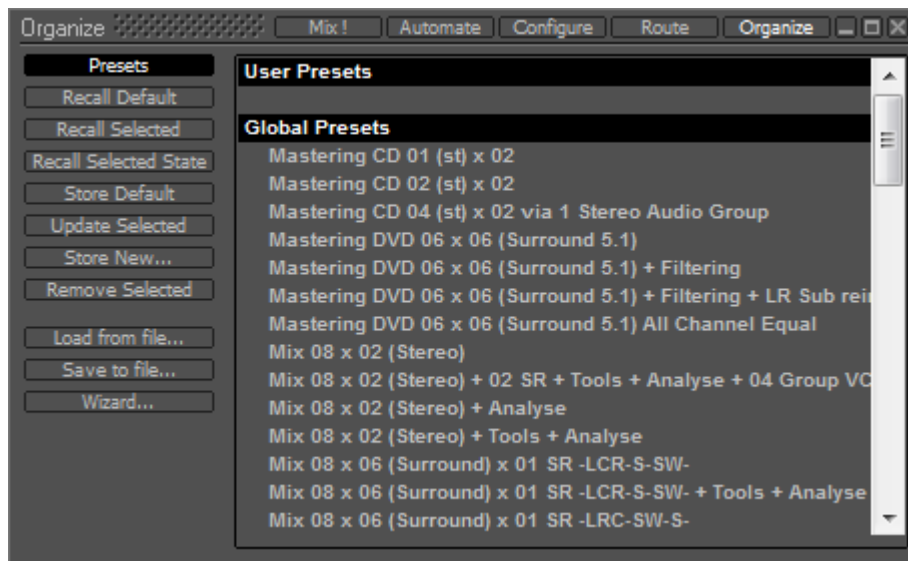 Organize Mix ! Automate Configure Route Organize
Presets
Recall Default
Recall Selected
Recall Selected State
Store Default
Update Selected
Store New...
Remove Selected
Load from file...
Save to file...
Wizard...
User Presets
Global Presets
Mastering CD 01 (st) x 02
Mastering CD 02 (st) x 02
Mastering CD 04 (st) x 02 via 1 Stereo Audio Group
Mastering DVD 06 x 06 (Surround 5.1)
Mastering DVD 06 x 06 (Surround 5.1) + Filtering
Mastering DVD 06 x 06 (Surround 5.1) + Filtering + LR Sub rei
Mastering DVD 06 x 06 (Surround 5.1) All Channel Equal
Mix 08 x 02 (Stereo)
Mix 08 x 02 (Stereo) + 02 SR + Tools + Analyse + 04 Group VC
Mix 08 x 02 (Stereo) + Analyse
Mix 08 x 02 (Stereo) + Tools + Analyse
Mix 08 x 06 (Surround) x 01 SR -LCR-S-SW-
Mix 08 x 06 (Surround) x 01 SR -LCR-S-SW- + Tools + Analyse
Mix 08 x 06 (Surround) x 01 SR -LRC-SW-S-